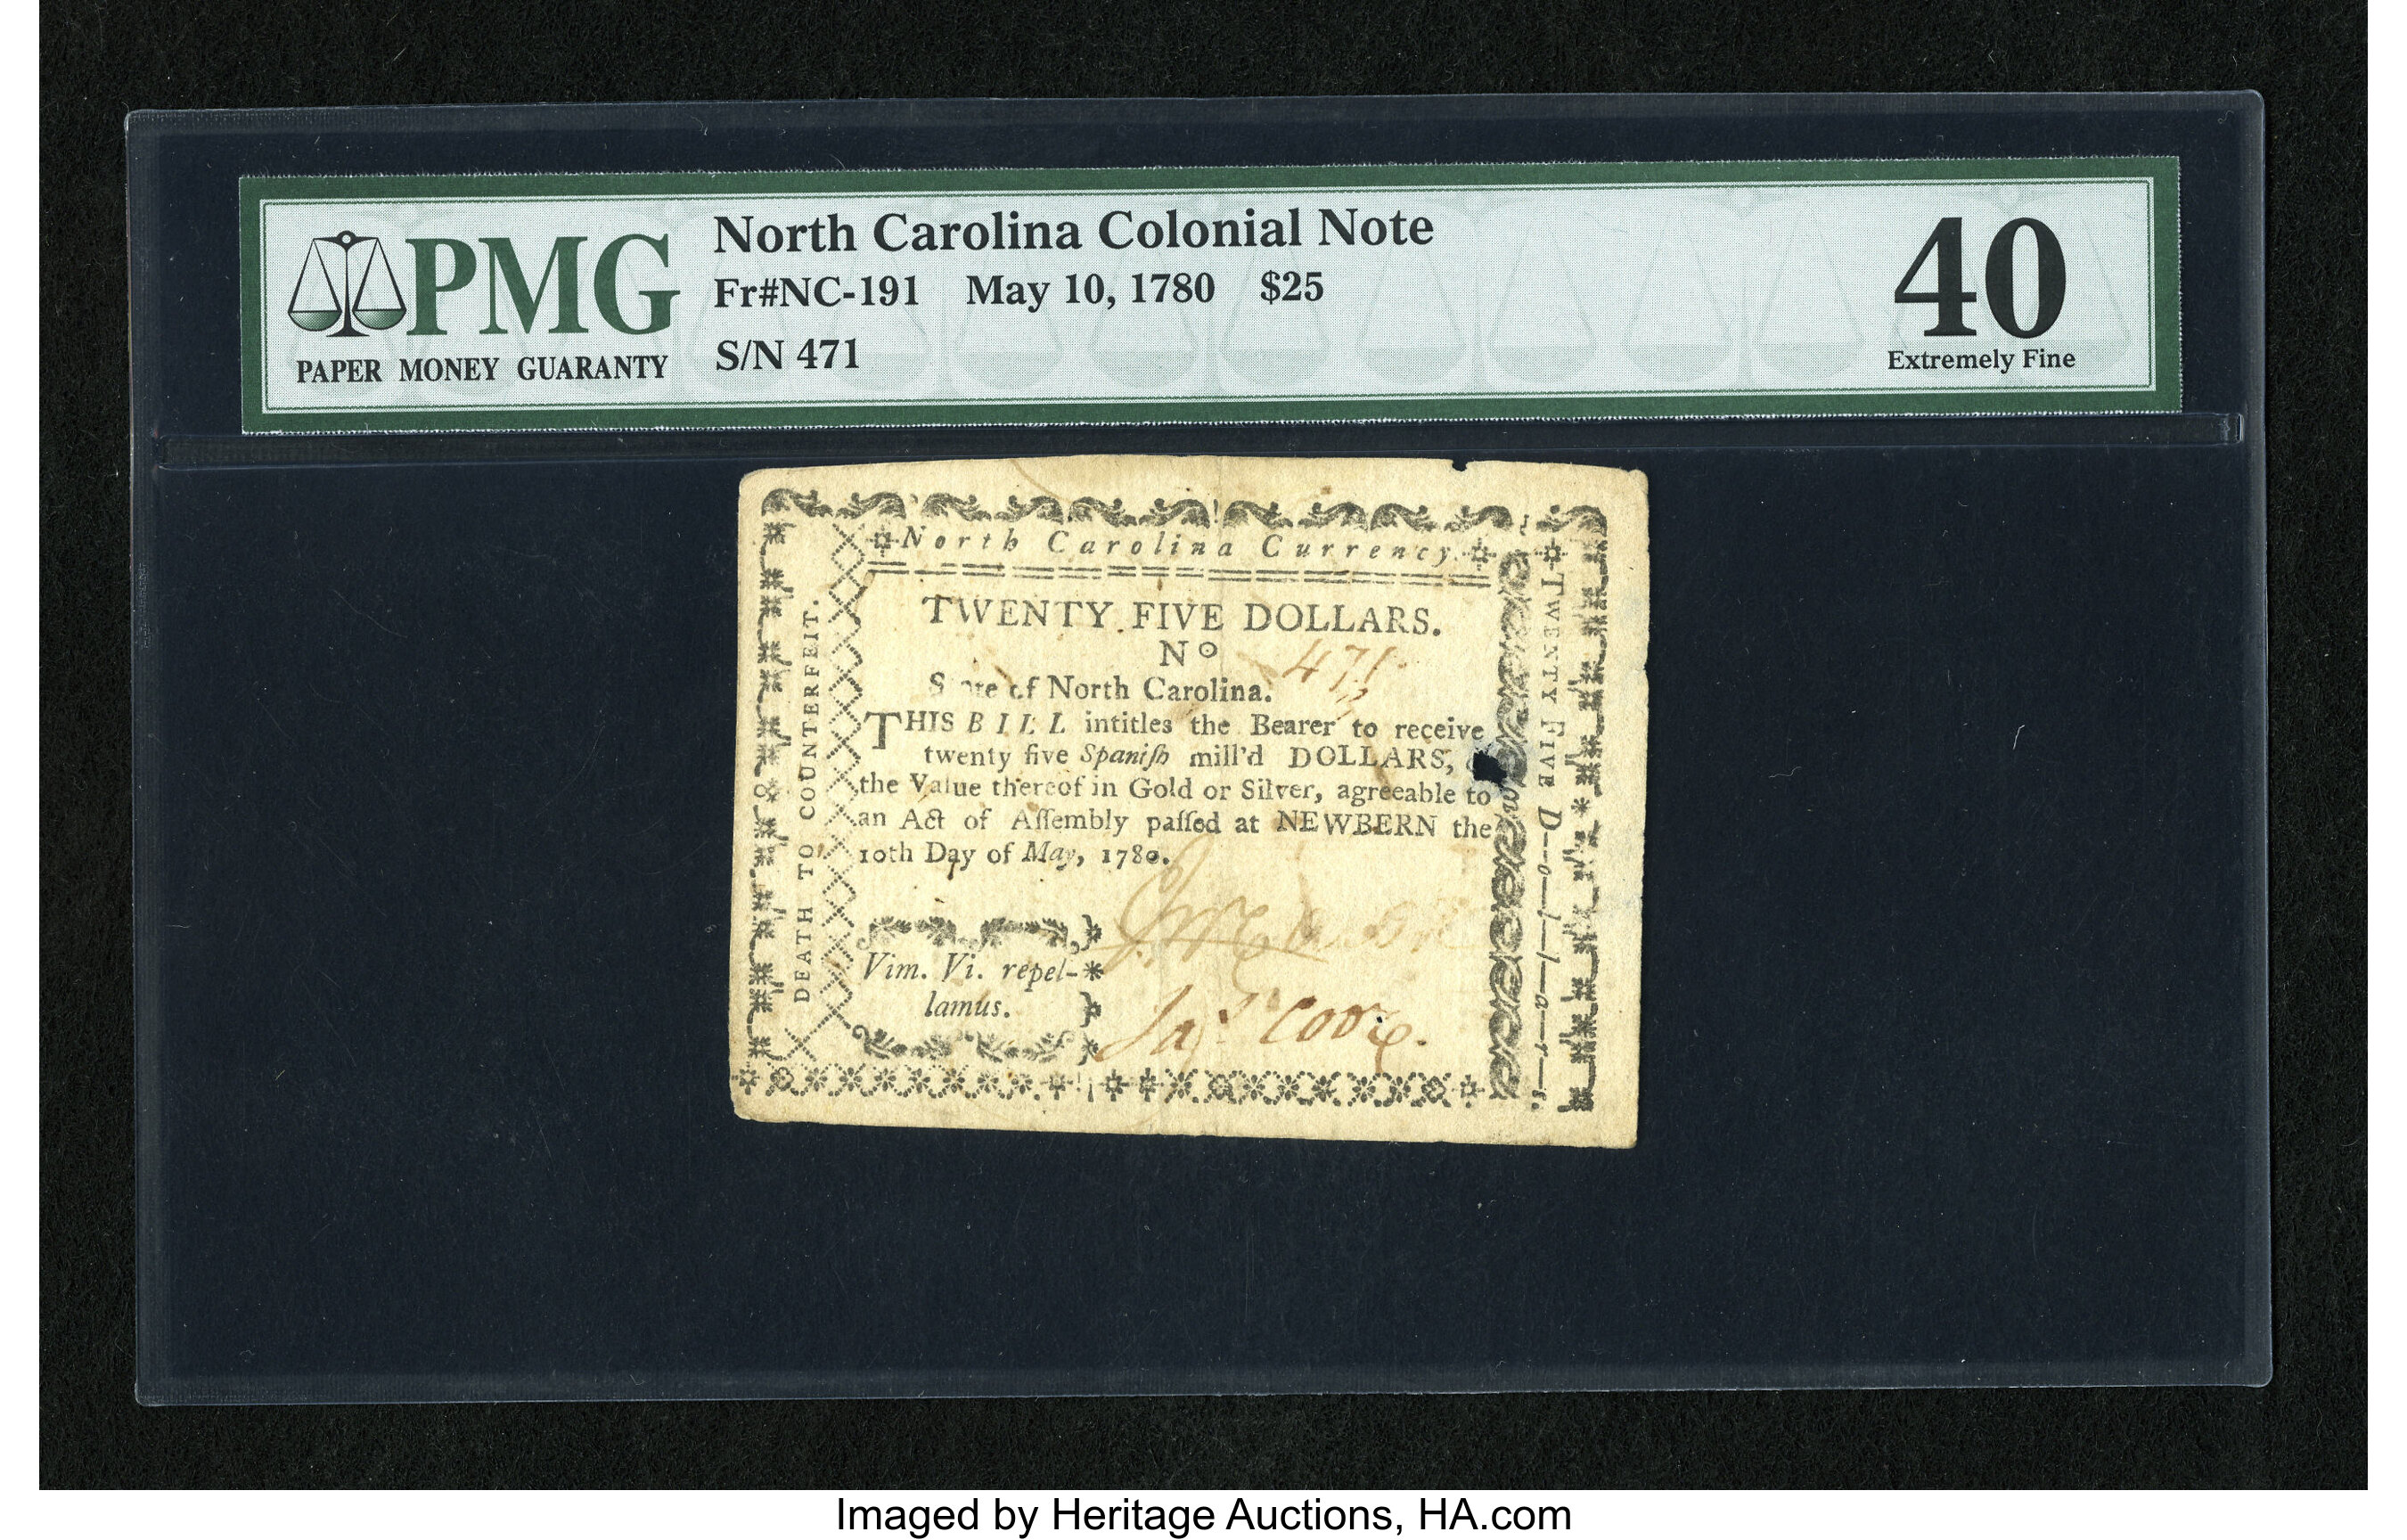 PMG
PAPER MONEY GUARANTY
North Carolina Colonial Note
Fr#NC-191 May 10, 1780 $25
S/N 471
40
Extremely Fine
North Carolina Currency.
TWENTY FIVE DOLLARS.
No 471
State of North Carolina.
THIS BILL intitles the Bearer to receive
twenty five Spaniſh mill'd DOLLARS,
the Value thereof in Gold or Silver, agreeable to
an Act of Aſſembly paſſed at NEWBERN the
10th Day of May, 1780.
Vim. Vi. repel-
lamus.
Jas Coor
DEATH TO COUNTERFEIT.
TWENTY FIVE D—o—l—l—a—r—s.
Imaged by Heritage Auctions, HA.com